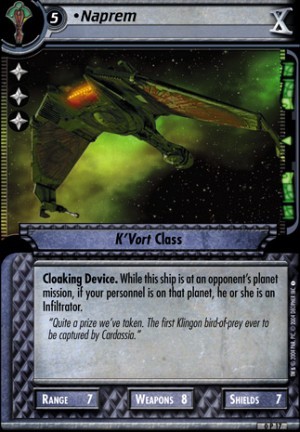 5
•Naprem
K'Vort Class
Cloaking Device. While this ship is at an opponent's planet
mission, if your personnel is on that planet, he or she is an
Infiltrator.
"Quite a prize we've taken. The first Klingon bird-of-prey ever to
be captured by Cardassia."
RANGE 7 WEAPONS 8 SHIELDS 7
0 P 17